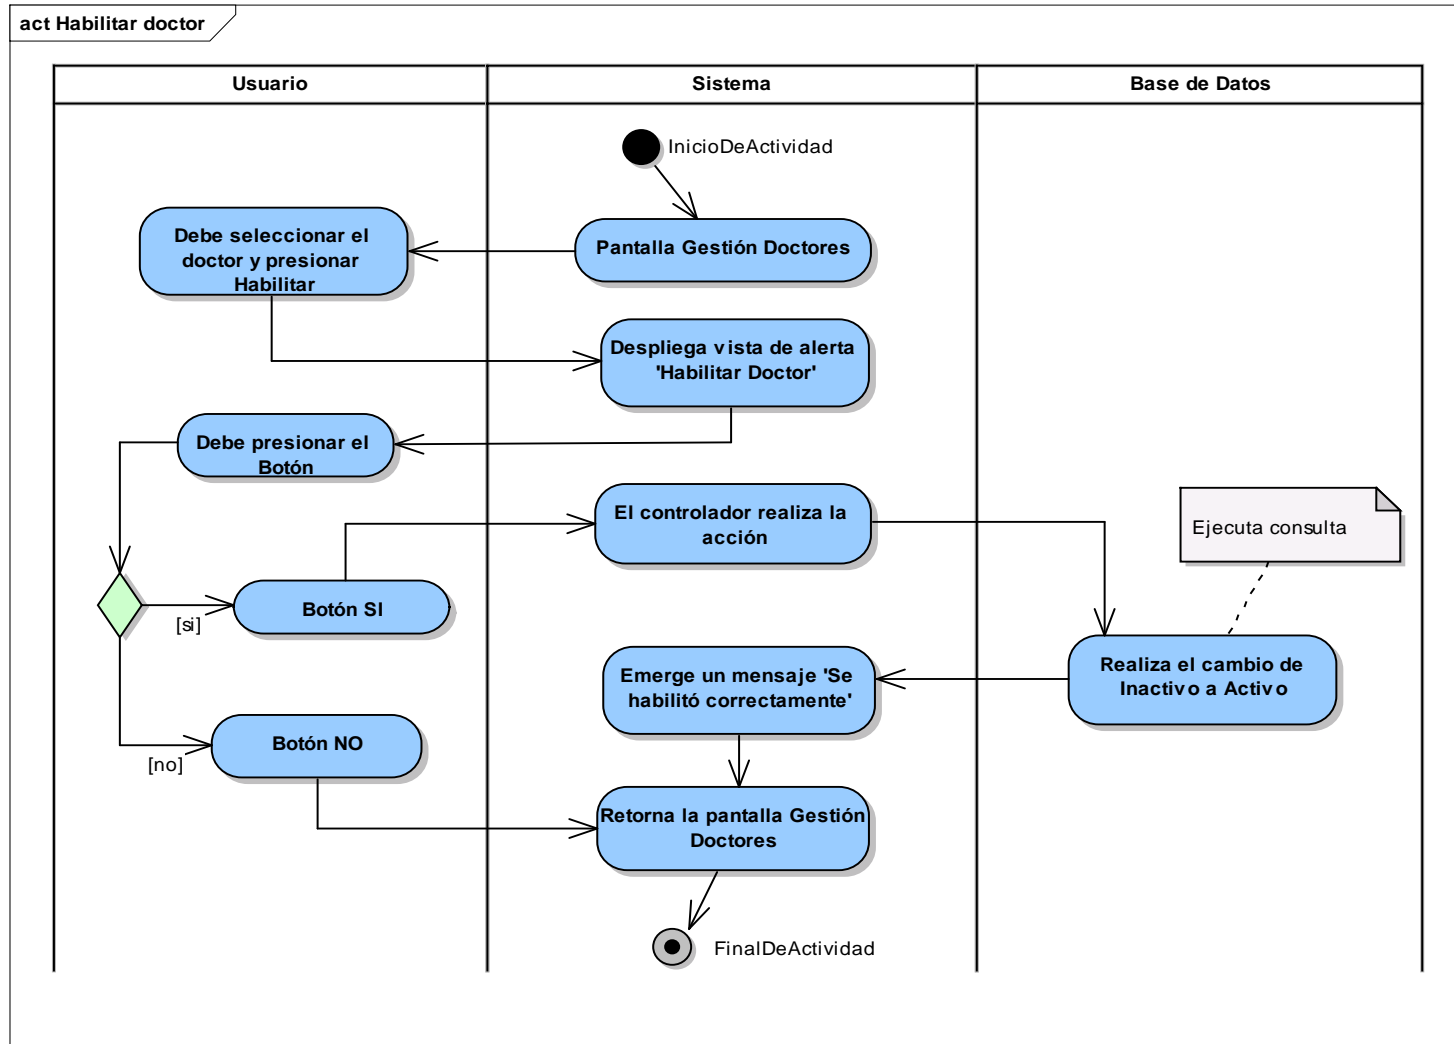 act Habilitar doctor
Usuario
Sistema
Base de Datos
InicioDeActividad
Pantalla Gestión Doctores
Debe seleccionar el
doctor y presionar
Habilitar
Despliega vista de alerta
'Habilitar Doctor'
Debe presionar el
Botón
El controlador realiza la
acción
Ejecuta consulta
Botón SI
[si]
Realiza el cambio de
Inactivo a Activo
Emerge un mensaje 'Se
habilitó correctamente'
Botón NO
[no]
Retorna la pantalla Gestión
Doctores
FinalDeActividad